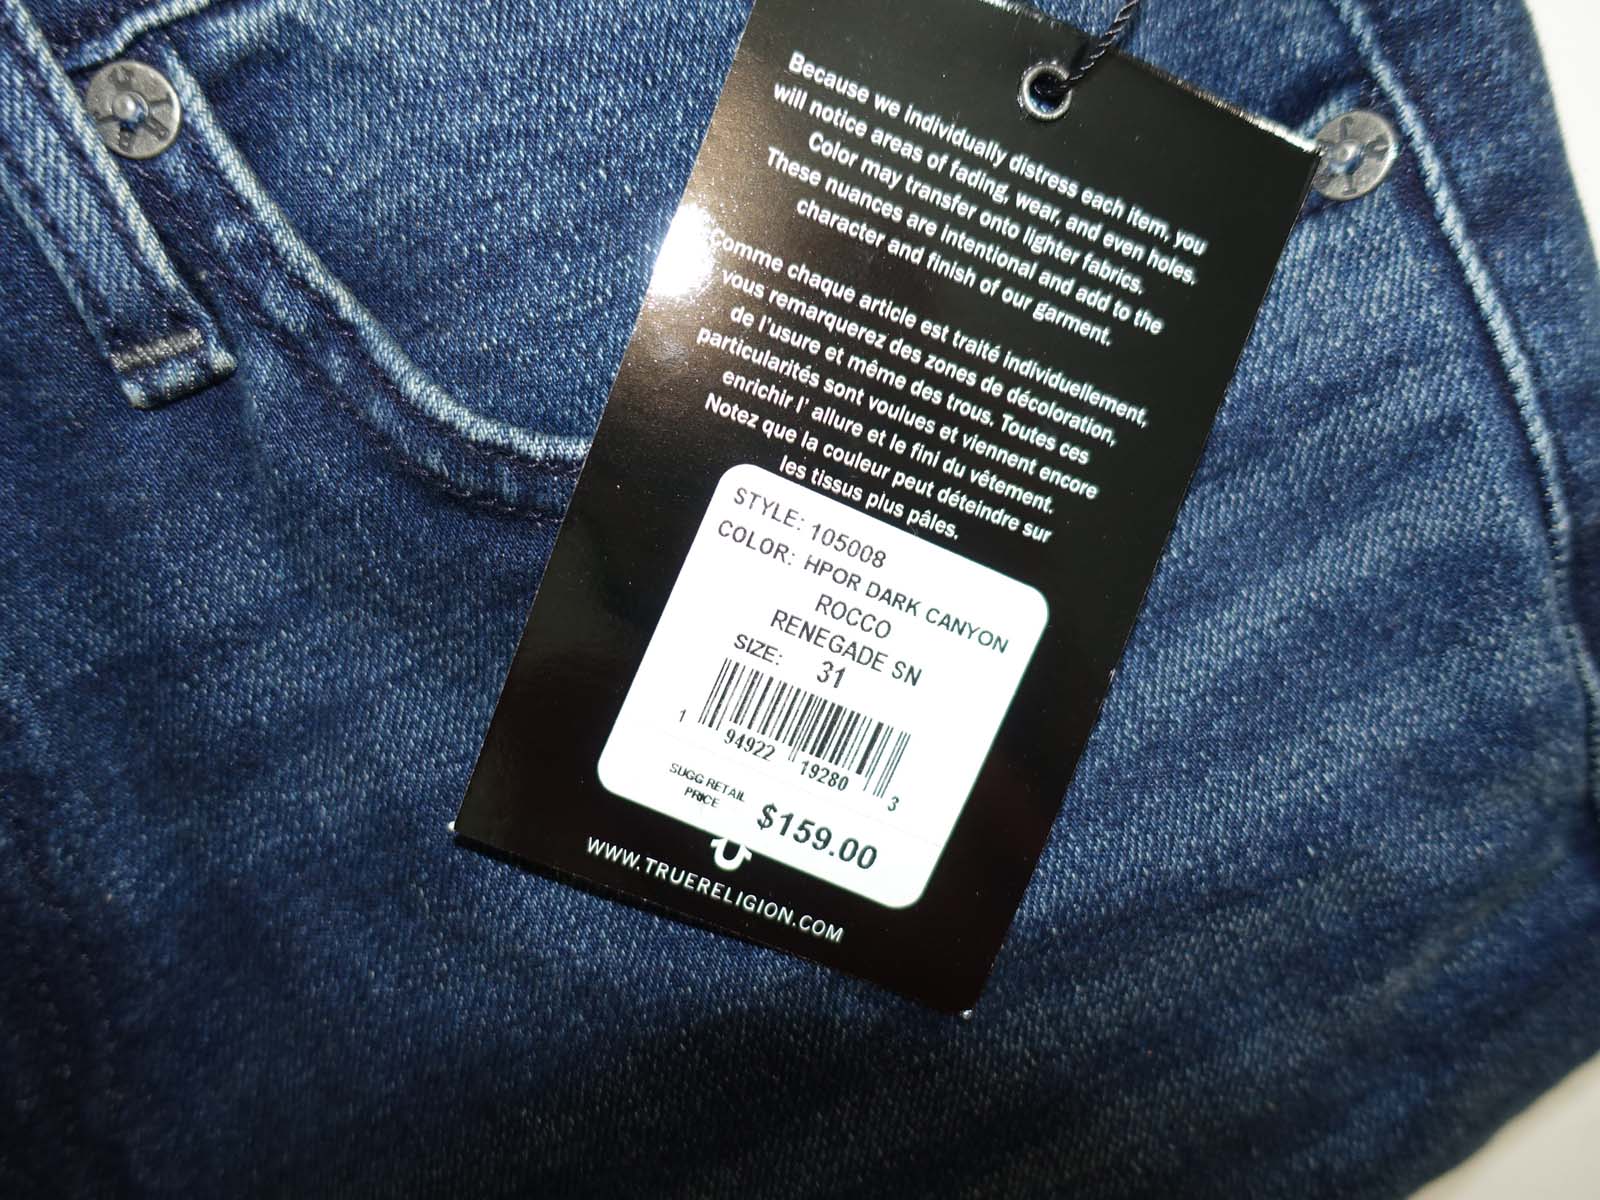 Because we individually distress each item, you
will notice areas of fading, wear, and even holes.
Color may transfer onto lighter fabrics.
These nuances are intentional and add to the
character and finish of our garment.
Comme chaque article est traité individuellement,
vous remarquerez des zones de décoloration,
de l'usure et même des trous. Toutes ces
particularités sont voulues et viennent encore
enrichir l' allure et le fini du vêtement.
Notez que la couleur peut déteindre sur
les tissus plus pâles.
STYLE: 105008
COLOR: HPOR DARK CANYON
ROCCO
RENEGADE SN
SIZE: 31
1 94922 19280 3
SUGG RETAIL
PRICE
$159.00
WWW.TRUERELIGION.COM